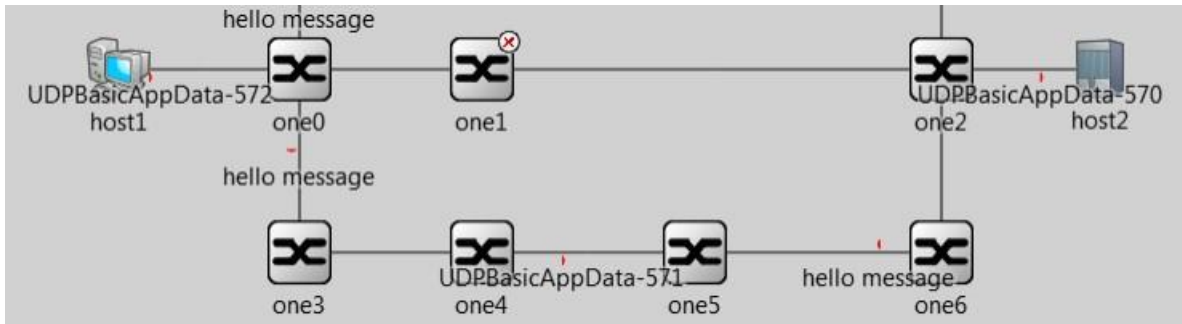 hello message
UDPBasicAppData-572
UDPBasicAppData-570
host1
one0
one1
one2
host2
hello message
UDPBasicAppData-571
hello message
one3
one4
one5
one6